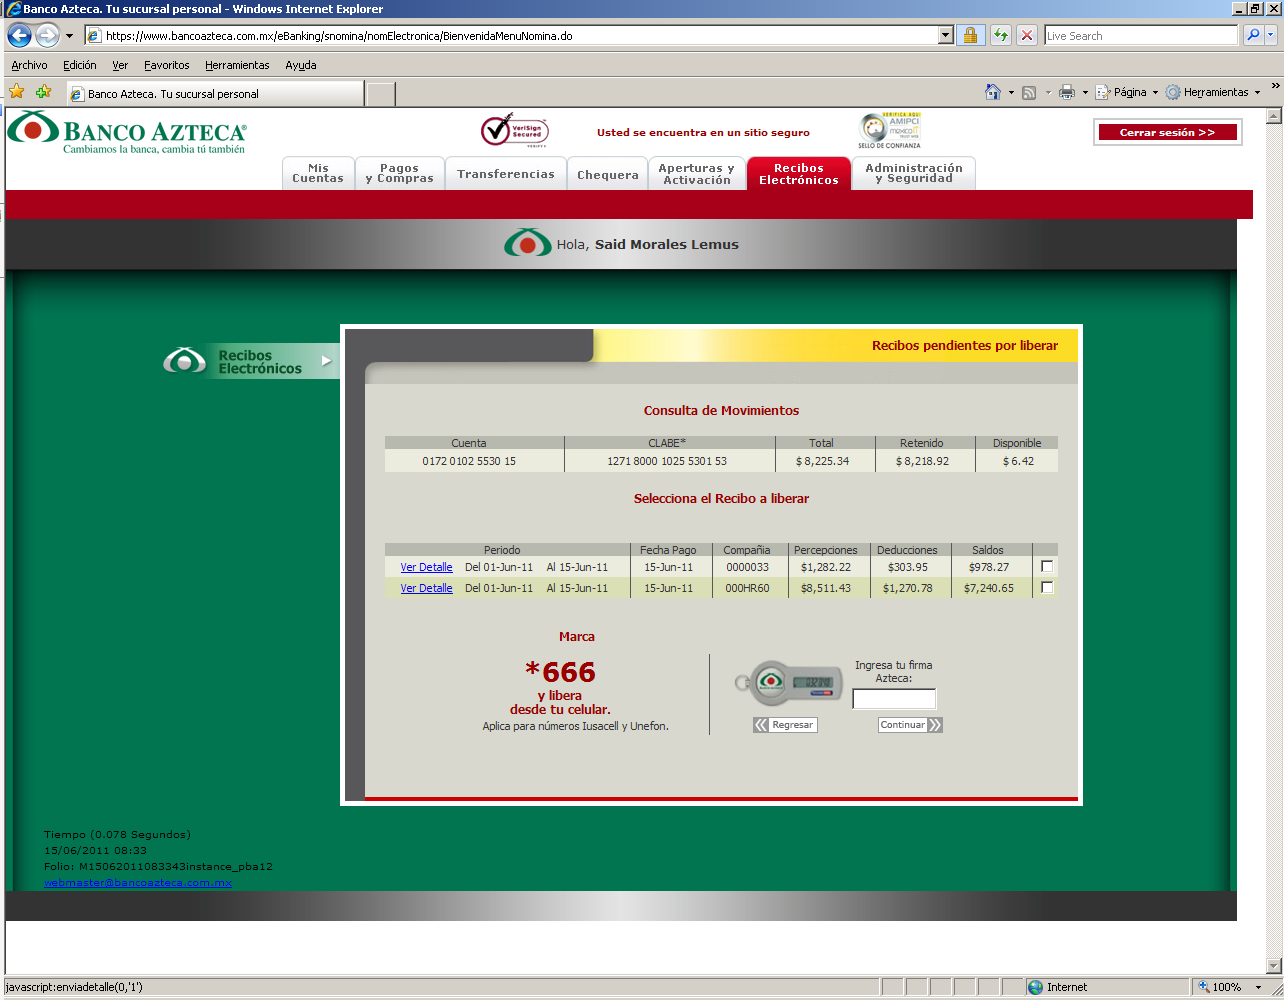 Banco Azteca. Tu sucursal personal - Windows Internet Explorer
https://www.bancoazteca.com.mx/eBanking/snomina/nomElectronica/BienvenidaMenuNomina.do
Live Search
Archivo Edición Ver Favoritos Herramientas Ayuda
Banco Azteca. Tu sucursal personal
Página Herramientas
BANCO AZTECA
Cambiamos la banca, cambia tú también
VeriSign Secured
VERIFY
Usted se encuentra en un sitio seguro
VERIFICA AQUI
AMIPCI
SELLO DE CONFIANZA
Cerrar sesión >>
Mis Cuentas
Pagos y Compras
Transferencias
Chequera
Aperturas y Activación
Recibos Electrónicos
Administración y Seguridad
Hola, Said Morales Lemus
Recibos Electrónicos
Recibos pendientes por liberar
Consulta de Movimientos
Cuenta CLABE* Total Retenido Disponible
0172 0102 5530 15 1271 8000 1025 5301 53 $ 8,225.34 $ 8,218.92 $ 6.42
Selecciona el Recibo a liberar
Periodo Fecha Pago Compañia Percepciones Deducciones Saldos
Ver Detalle Del 01-Jun-11 Al 15-Jun-11 15-Jun-11 0000033 $1,282.22 $303.95 $978.27
Ver Detalle Del 01-Jun-11 Al 15-Jun-11 15-Jun-11 000HR60 $8,511.43 $1,270.78 $7,240.65
Marca
*666
y libera
desde tu celular.
Aplica para números Iusacell y Unefon.
Ingresa tu firma
Azteca:
Regresar
Continuar
Tiempo (0.078 Segundos)
15/06/2011 08:33
Folio: M15062011083343instance_pba12
webmaster@bancoazteca.com.mx
javascript:enviadetalle(0,'1')
Internet
100%